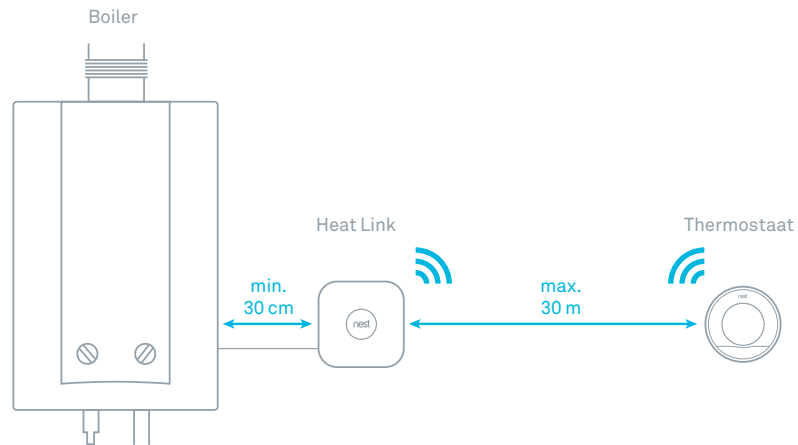 Boiler
Heat Link
Thermostaat
min.
30 cm
max.
30 m
nest
nest